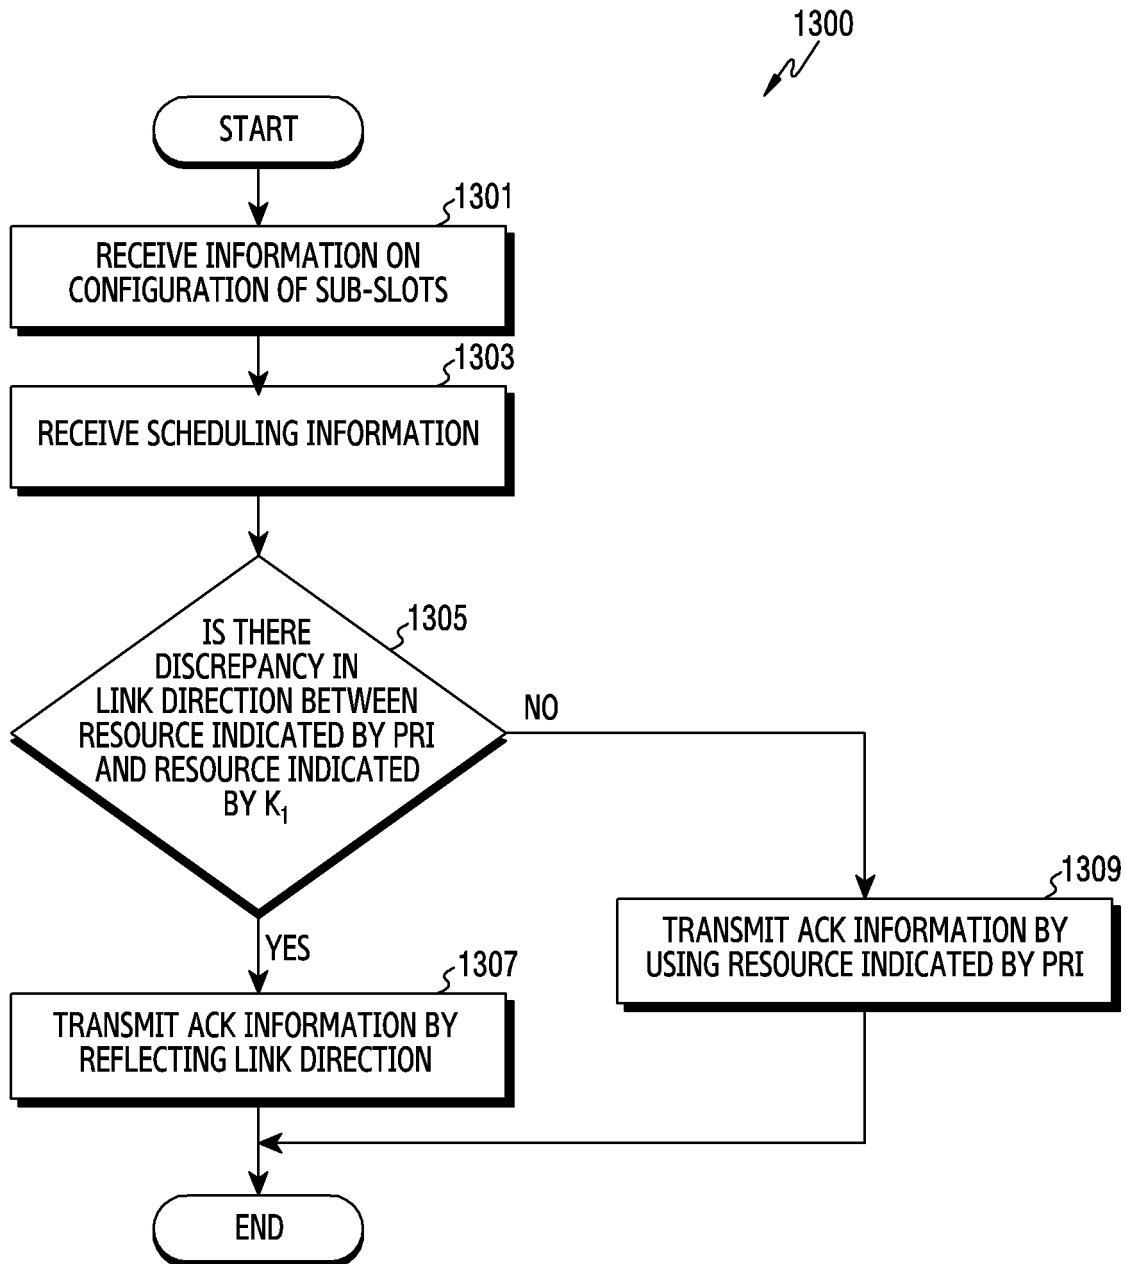 1300
START
1301
RECEIVE INFORMATION ON
CONFIGURATION OF SUB-SLOTS
1303
RECEIVE SCHEDULING INFORMATION
1305
IS THERE
DISCREPANCY IN
LINK DIRECTION BETWEEN
RESOURCE INDICATED BY PRI
AND RESOURCE INDICATED
BY K₁
NO
YES
1309
TRANSMIT ACK INFORMATION BY
USING RESOURCE INDICATED BY PRI
1307
TRANSMIT ACK INFORMATION BY
REFLECTING LINK DIRECTION
END